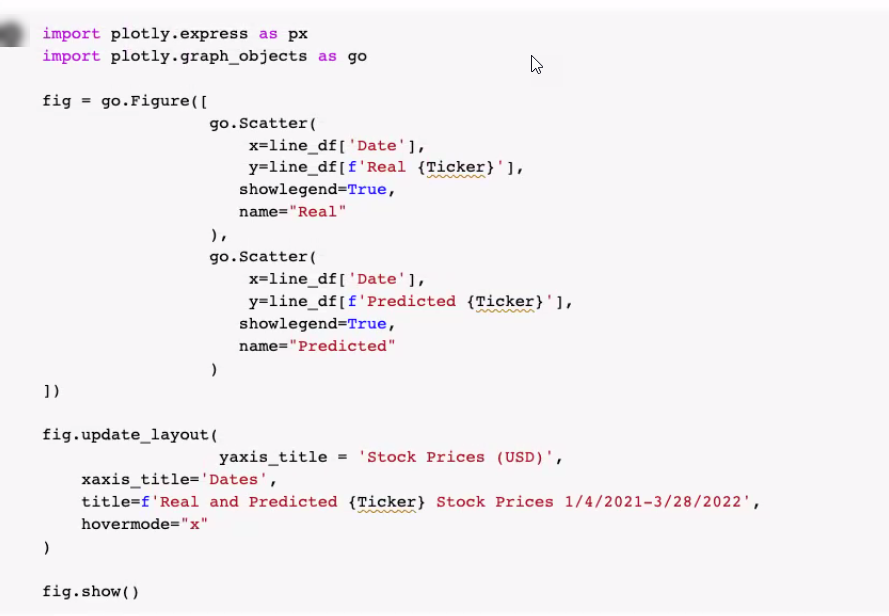 import plotly.express as px
import plotly.graph_objects as go
fig = go.Figure([
go.Scatter(
x=line_df['Date'],
y=line_df[f'Real {Ticker}'],
showlegend=True,
name="Real"
),
go.Scatter(
x=line_df['Date'],
y=line_df[f'Predicted {Ticker}'],
showlegend=True,
name="Predicted"
)
])
fig.update_layout(
yaxis_title = 'Stock Prices (USD)',
xaxis_title='Dates',
title=f'Real and Predicted {Ticker} Stock Prices 1/4/2021-3/28/2022',
hovermode="x"
)
fig.show()